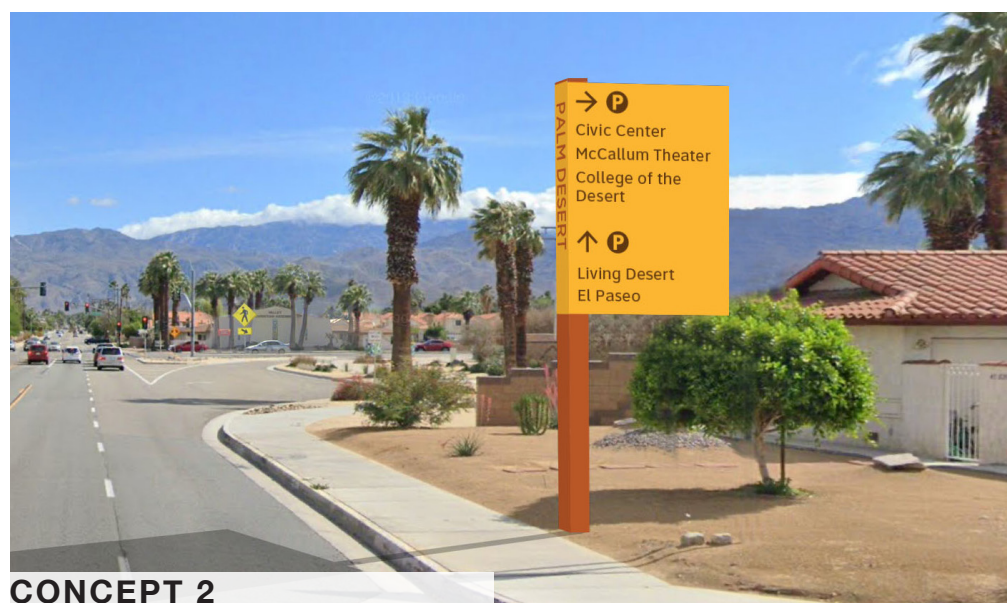 → P
Civic Center
McCallum Theater
College of the
Desert
↑ P
Living Desert
El Paseo
PALM DESERT
CONCEPT 2